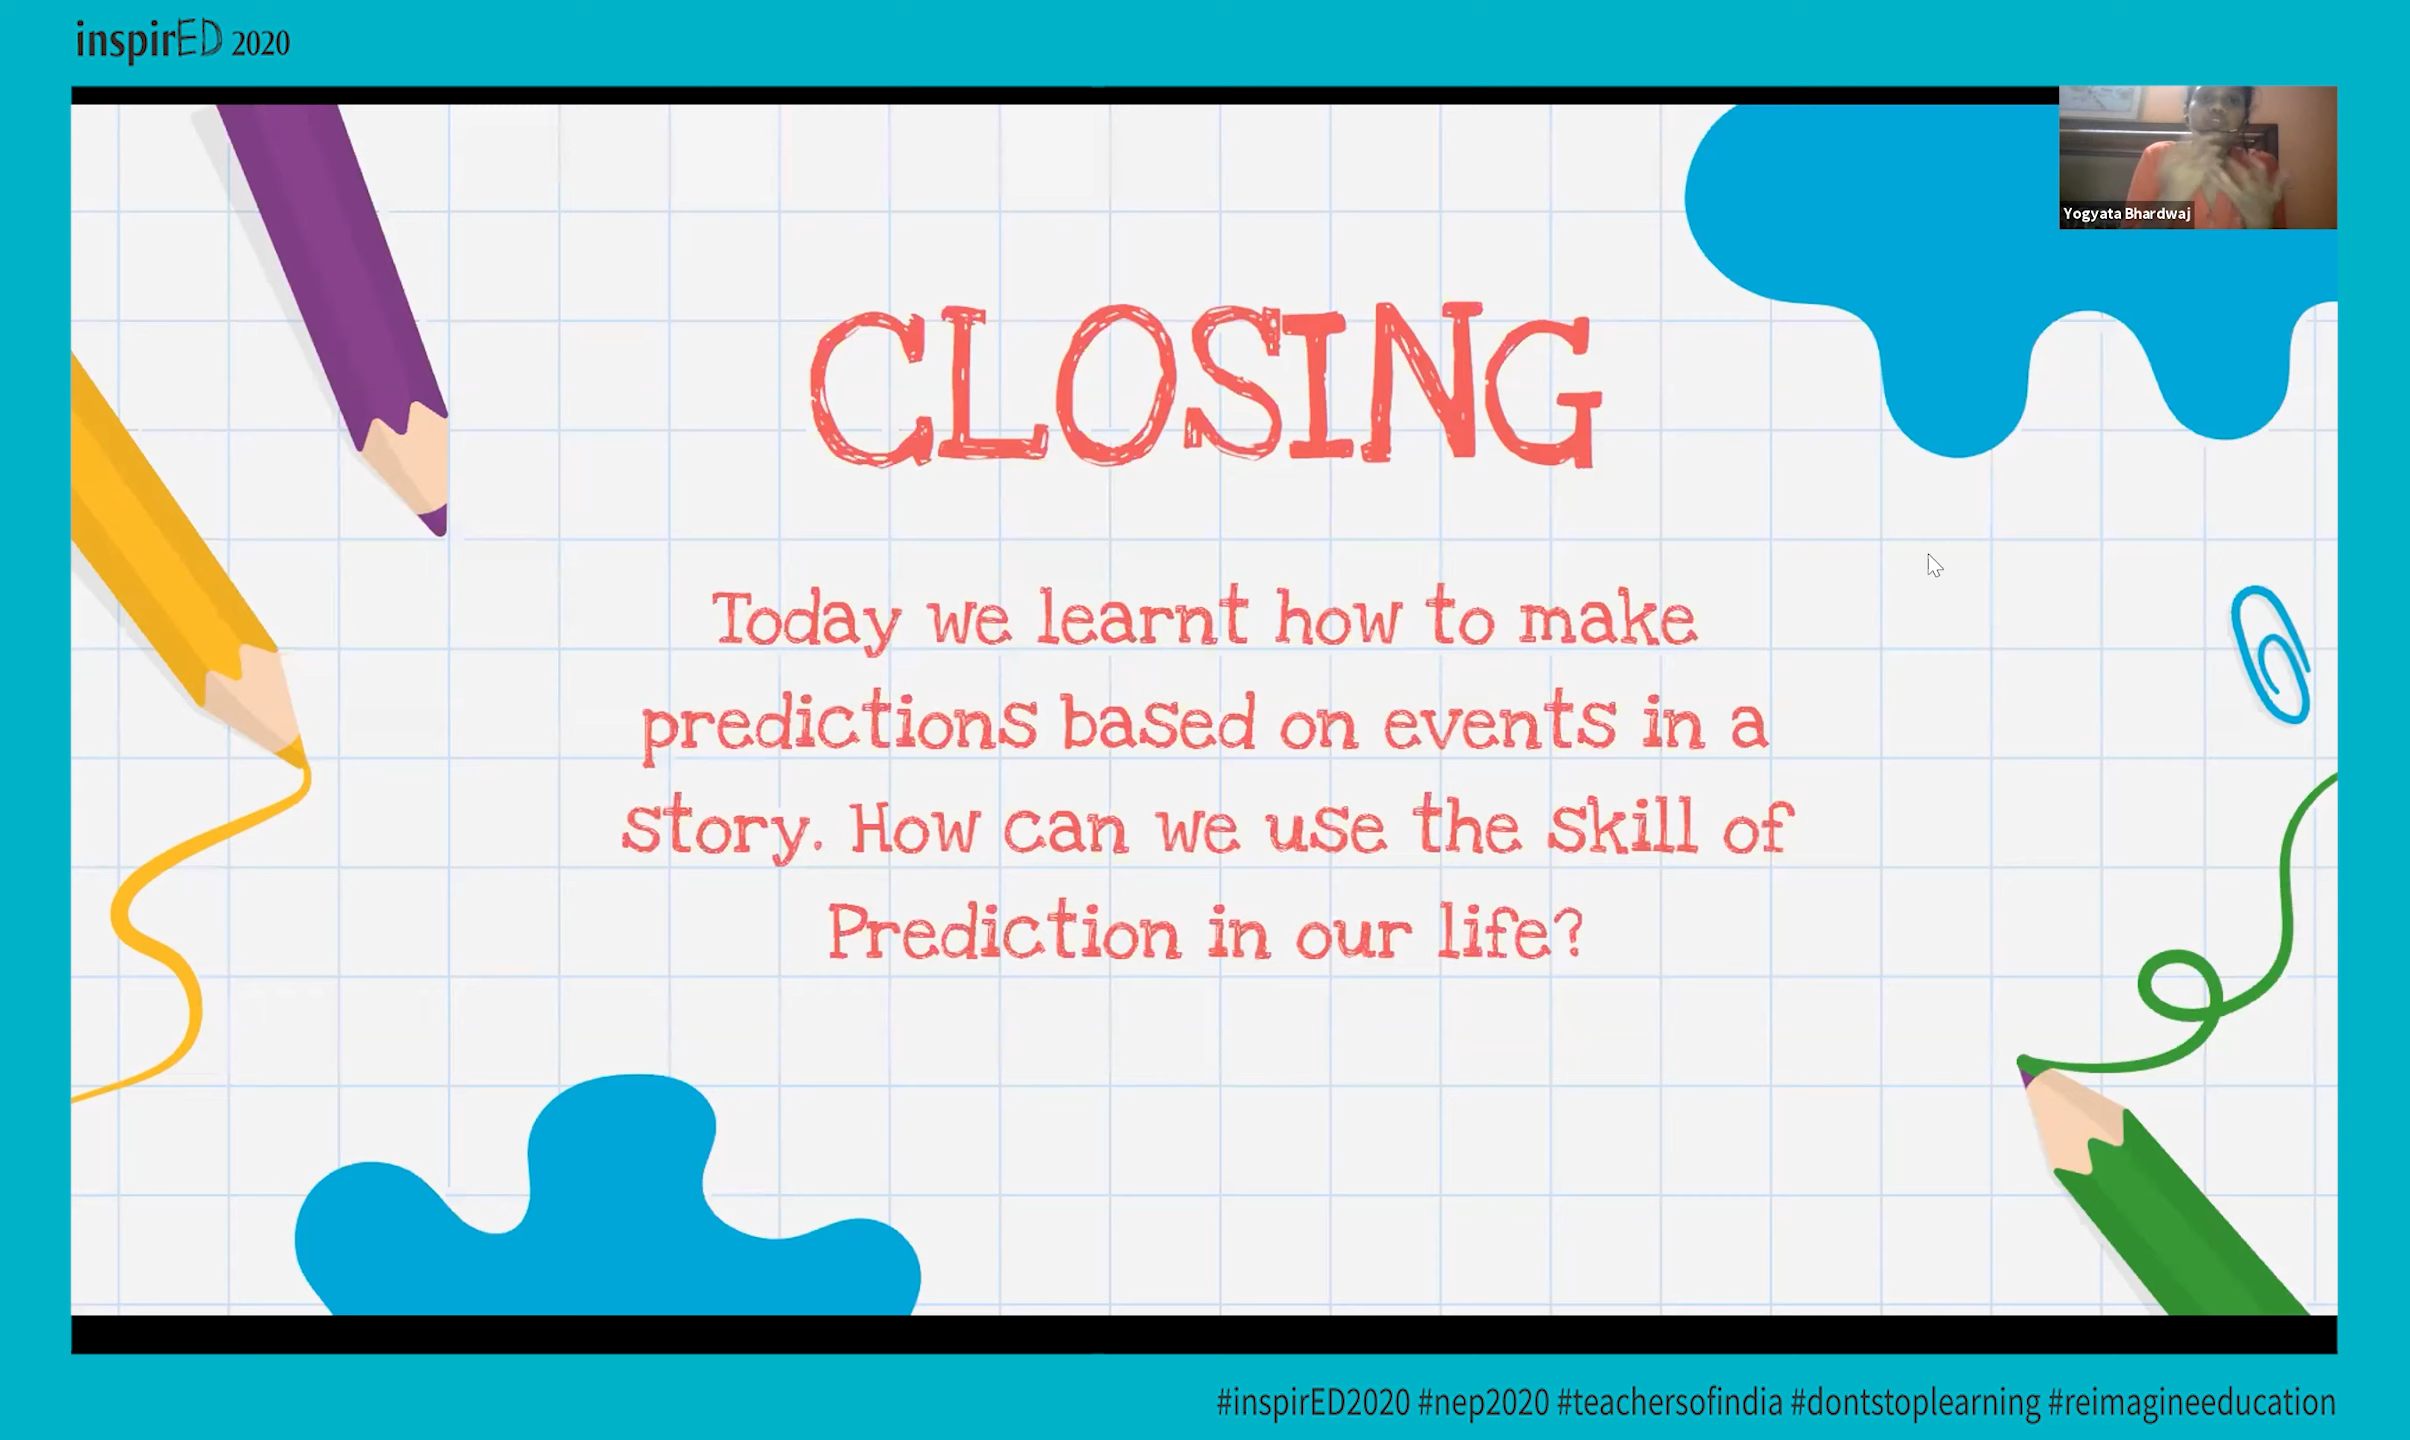 inspirED 2020
Yogyata Bhardwaj
CLOSING
Today we learnt how to make
predictions based on events in a
story. How can we use the skill of
Prediction in our life?
#inspirED2020 #nep2020 #teachersofindia #dontstoplearning #reimagineeducation